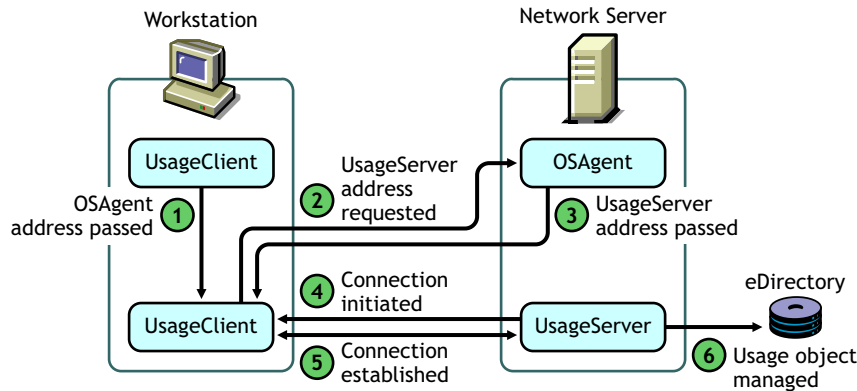 Workstation
Network Server
UsageClient
OSAgent
UsageServer
address
requested
2
OSAgent
address passed
1
3
UsageServer
address passed
4
Connection
initiated
eDirectory
UsageClient
UsageServer
5
Connection
established
6
Usage object
managed